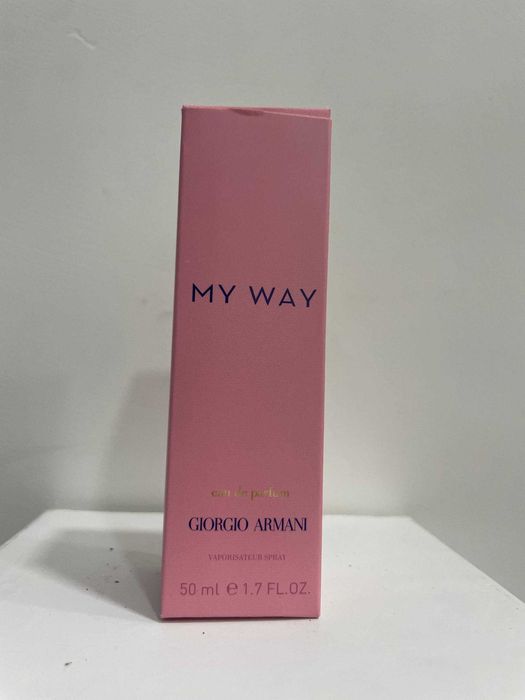 MY WAY
eau de parfum
GIORGIO ARMANI
VAPORISATEUR SPRAY
50 ml ℮ 1.7 FL.OZ.